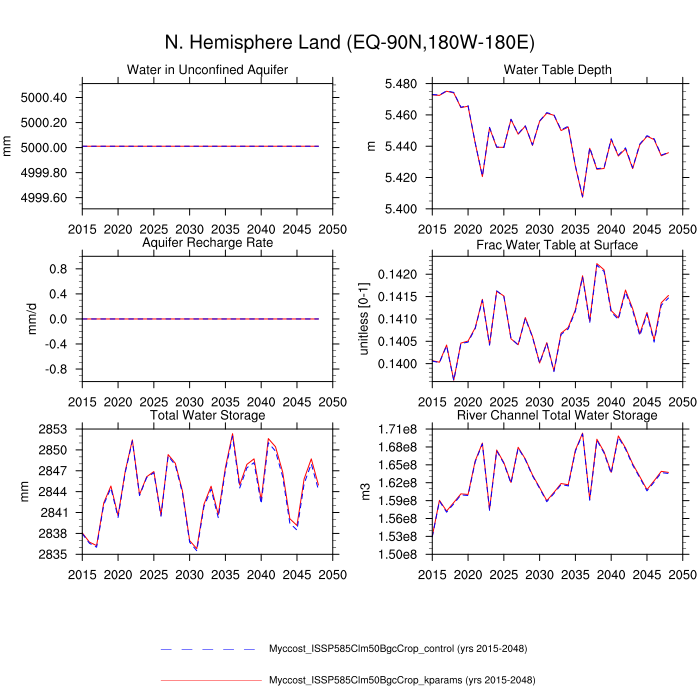 N. Hemisphere Land (EQ-90N,180W-180E)
Water in Unconfined Aquifer
mm
5000.40
5000.20
5000.00
4999.80
4999.60
2015 2020 2025 2030 2035 2040 2045 2050
Water Table Depth
m
5.480
5.460
5.440
5.420
5.400
2015 2020 2025 2030 2035 2040 2045 2050
Aquifer Recharge Rate
mm/d
0.8
0.4
0.0
-0.4
-0.8
2015 2020 2025 2030 2035 2040 2045 2050
Frac Water Table at Surface
unitless [0-1]
0.1420
0.1415
0.1410
0.1405
0.1400
2015 2020 2025 2030 2035 2040 2045 2050
Total Water Storage
mm
2853
2850
2847
2844
2841
2838
2835
2015 2020 2025 2030 2035 2040 2045 2050
River Channel Total Water Storage
m3
1.71e8
1.68e8
1.65e8
1.62e8
1.59e8
1.56e8
1.53e8
1.50e8
2015 2020 2025 2030 2035 2040 2045 2050
Myccost_ISSP585Clm50BgcCrop_control (yrs 2015-2048)
Myccost_ISSP585Clm50BgcCrop_kparams (yrs 2015-2048)